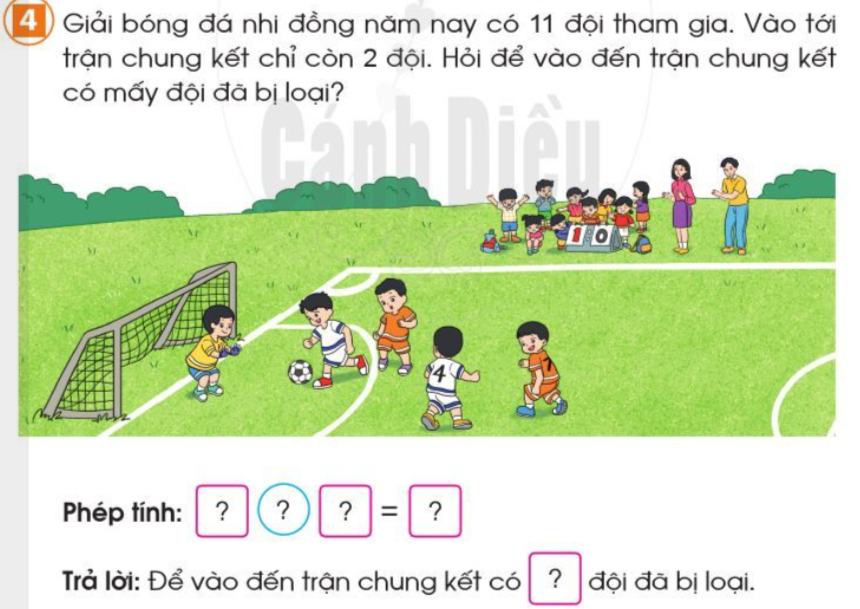 4 Giải bóng đá nhi đồng năm nay có 11 đội tham gia. Vào tới
trận chung kết chỉ còn 2 đội. Hỏi để vào đến trận chung kết
có mấy đội đã bị loại?
Cánh Diều
1 0
4
7
Phép tính: ? ? ? = ?
Trả lời: Để vào đến trận chung kết có ? đội đã bị loại.